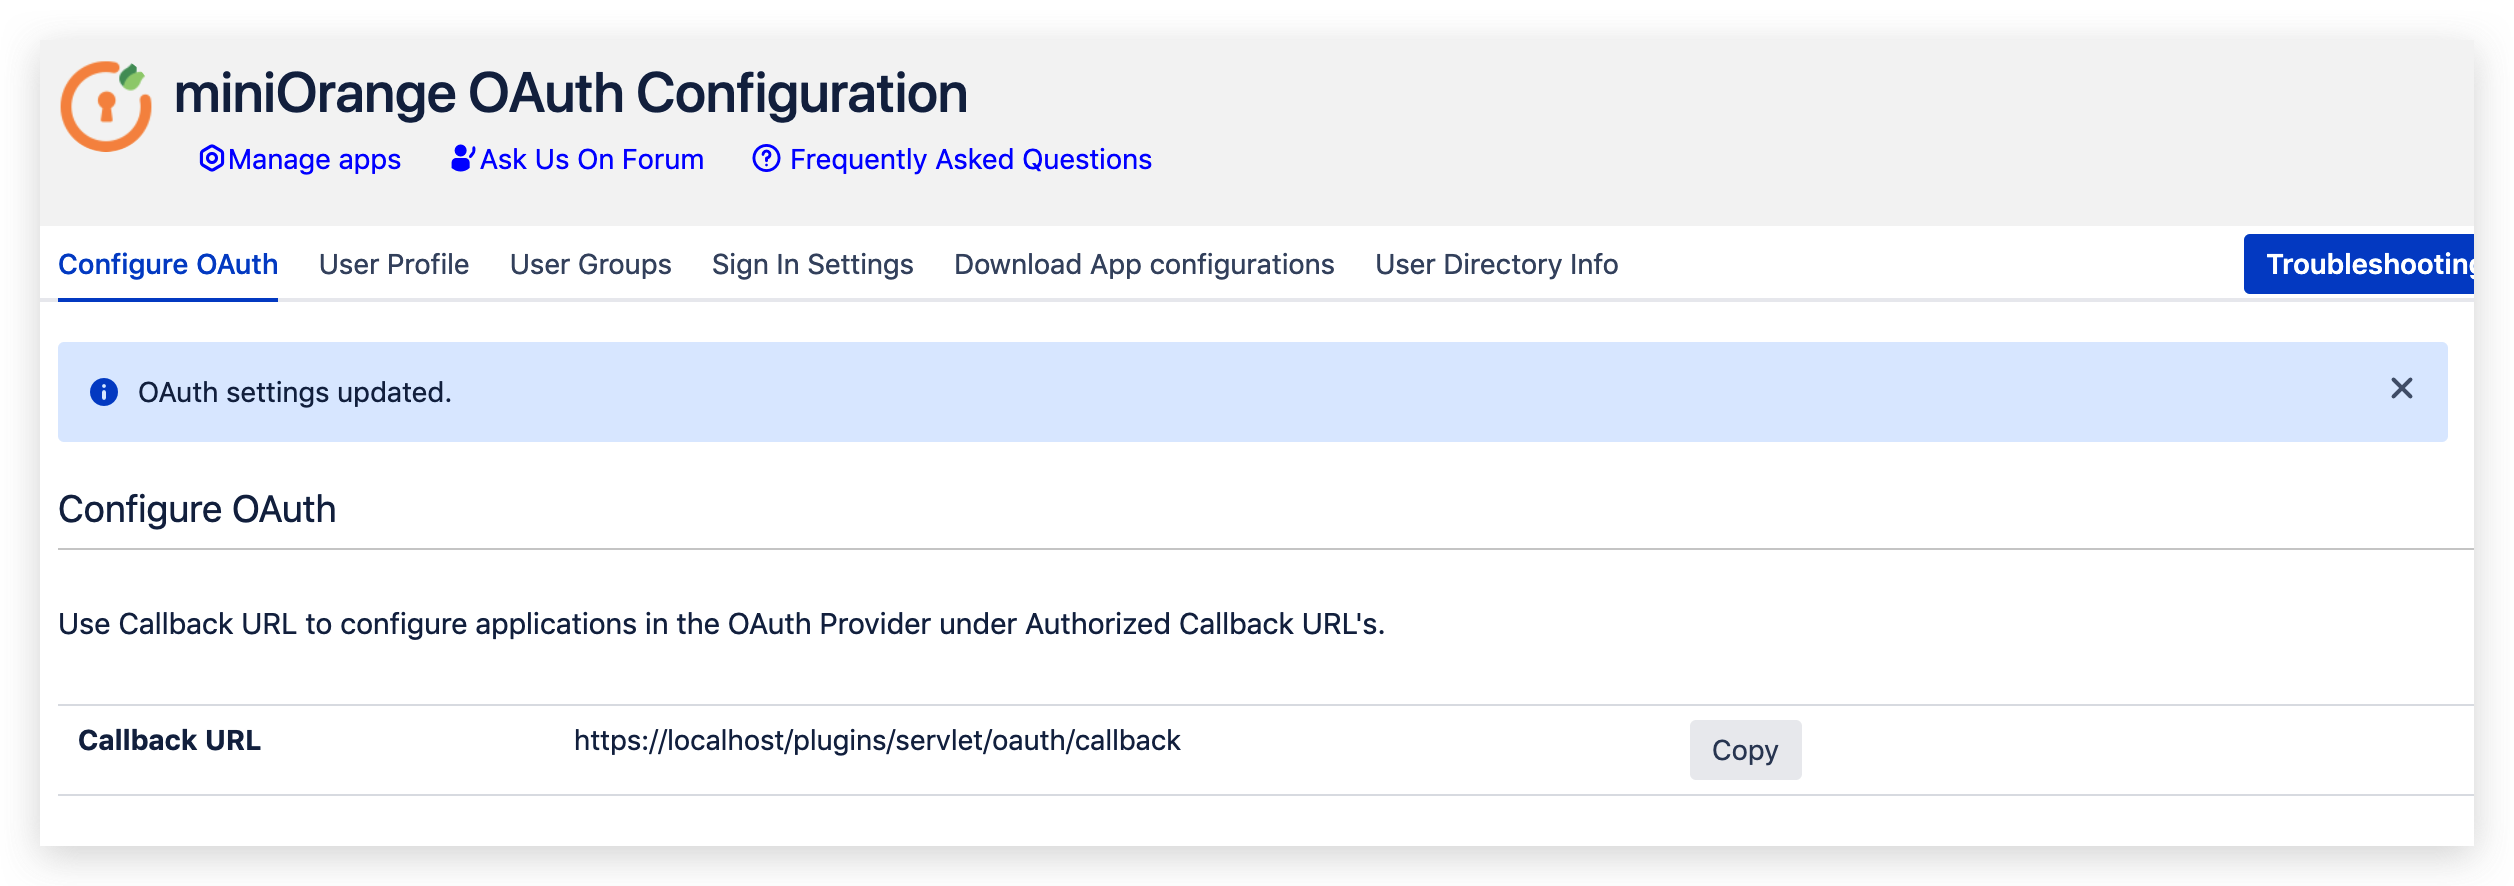 miniOrange OAuth Configuration
Manage apps Ask Us On Forum Frequently Asked Questions
Configure OAuth User Profile User Groups Sign In Settings Download App configurations User Directory Info Troubleshooting
OAuth settings updated.
Configure OAuth
Use Callback URL to configure applications in the OAuth Provider under Authorized Callback URL's.
Callback URL https://localhost/plugins/servlet/oauth/callback Copy